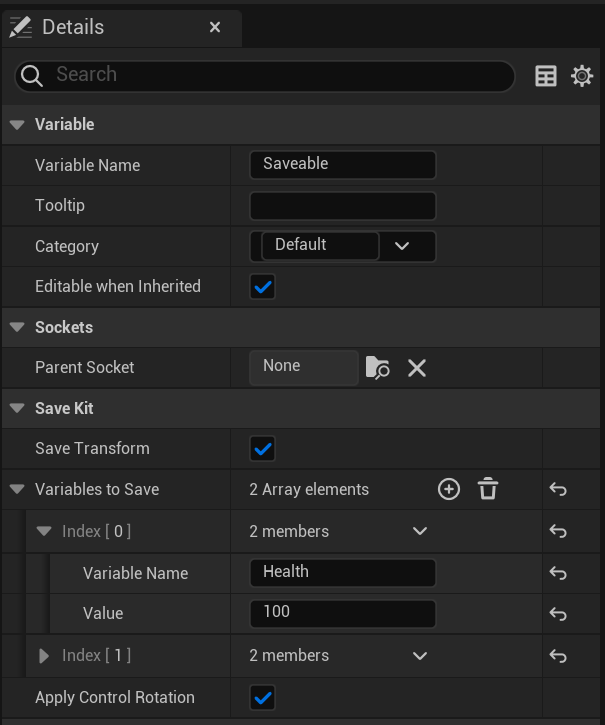 Details
Search
Variable
Variable Name Saveable
Tooltip
Category Default
Editable when Inherited
Sockets
Parent Socket None
Save Kit
Save Transform
Variables to Save 2 Array elements
Index [ 0 ] 2 members
Variable Name Health
Value 100
Index [ 1 ] 2 members
Apply Control Rotation